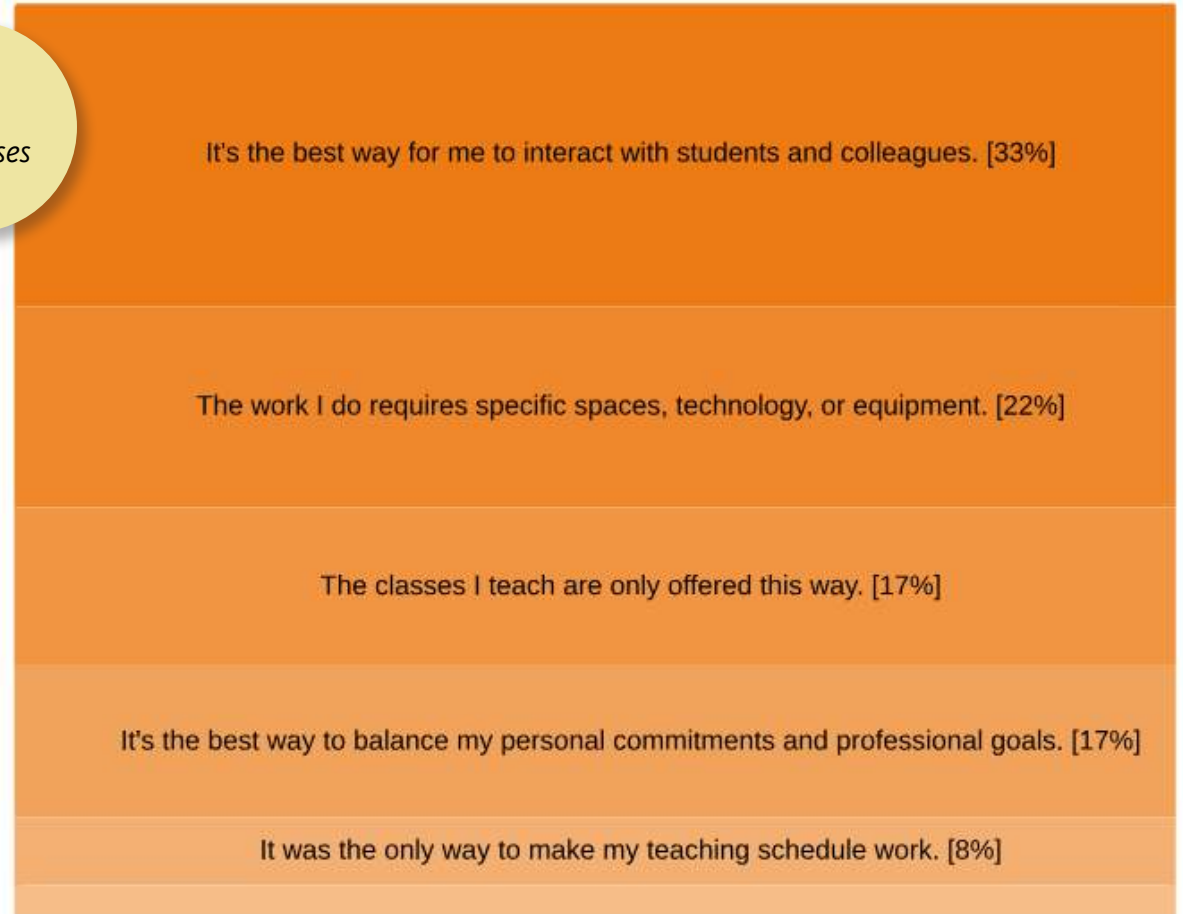 It's the best way for me to interact with students and colleagues. [33%]
The work I do requires specific spaces, technology, or equipment. [22%]
The classes I teach are only offered this way. [17%]
It's the best way to balance my personal commitments and professional goals. [17%]
It was the only way to make my teaching schedule work. [8%]